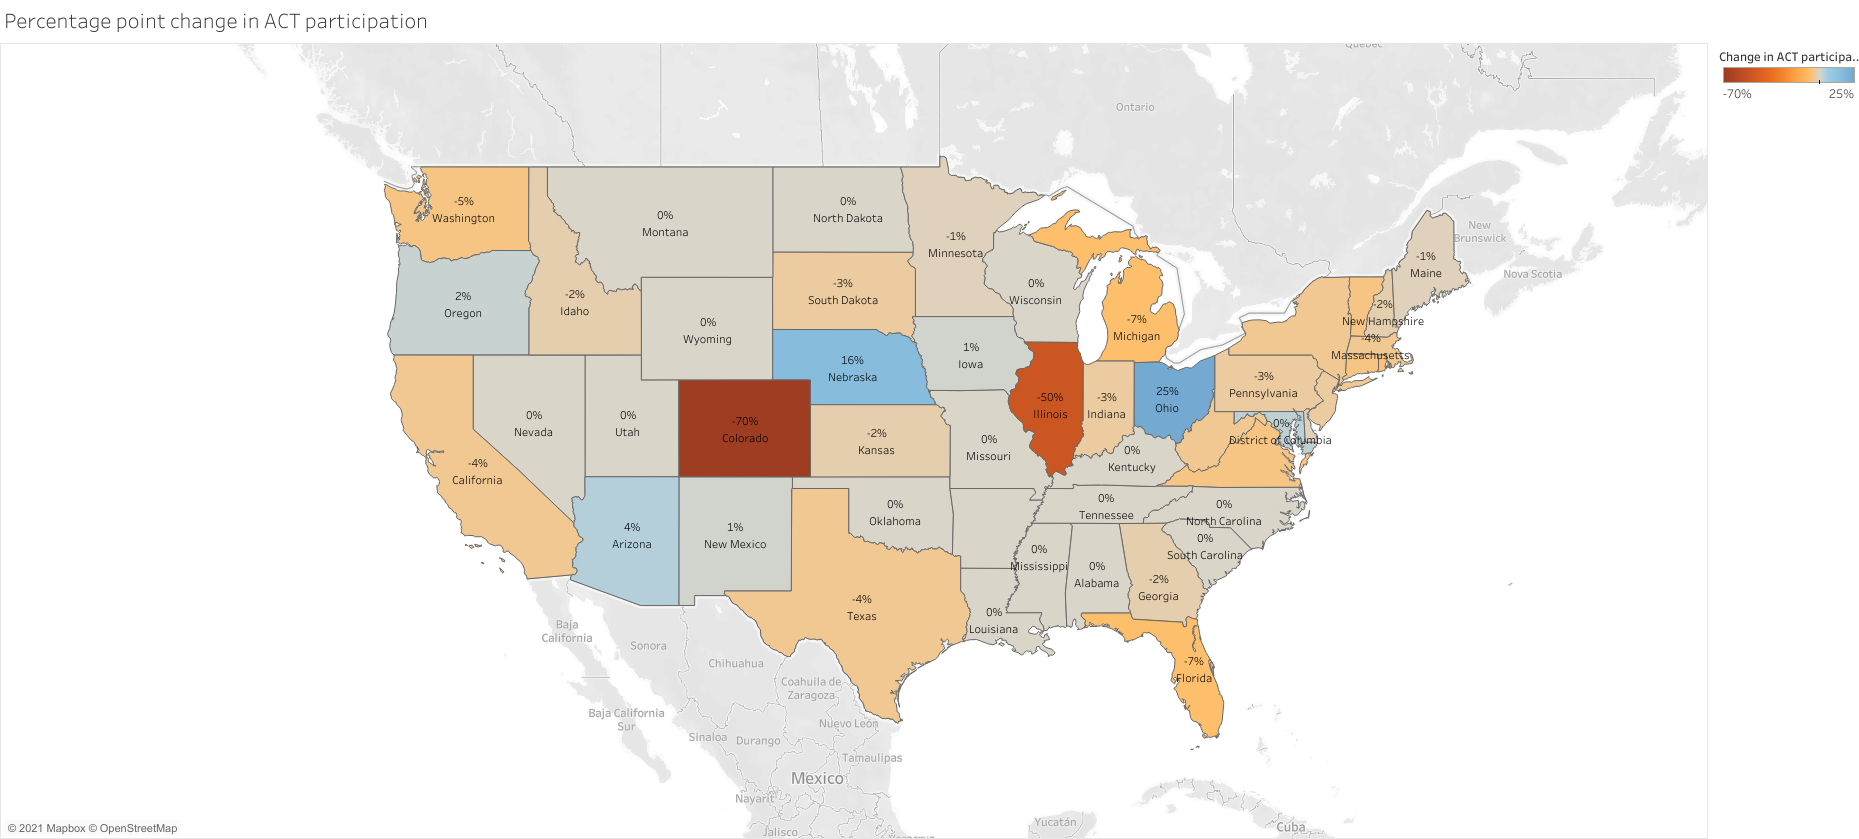 Percentage point change in ACT participation
Change in ACT participa..
-70%
25%
Ontario
New
Brunswick
Nova Scotia
-5%
Washington
0%
Montana
0%
North Dakota
-1%
Minnesota
-1%
Maine
2%
Oregon
-2%
Idaho
-3%
South Dakota
0%
Wisconsin
-2%
New Hampshire
0%
Wyoming
-7%
Michigan
-4%
Massachusetts
1%
Iowa
16%
Nebraska
-3%
Pennsylvania
25%
Ohio
-50%
Illinois
-3%
Indiana
0%
Nevada
0%
Utah
-70%
Colorado
-2%
Kansas
0%
Missouri
0%
District of Columbia
0%
Kentucky
-4%
California
4%
Arizona
1%
New Mexico
0%
Oklahoma
0%
Tennessee
0%
North Carolina
0%
South Carolina
0%
Mississippi
0%
Alabama
-2%
Georgia
-4%
Texas
0%
Louisiana
-7%
Florida
Baja
California
Sonora
Chihuahua
Coahuila de
Zaragoza
Baja California
Sur
Nuevo León
Sinaloa
Durango
Tamaulipas
Mexico
Nayarit
Jalisco
Yucatán
Cuba
© 2021 Mapbox © OpenStreetMap